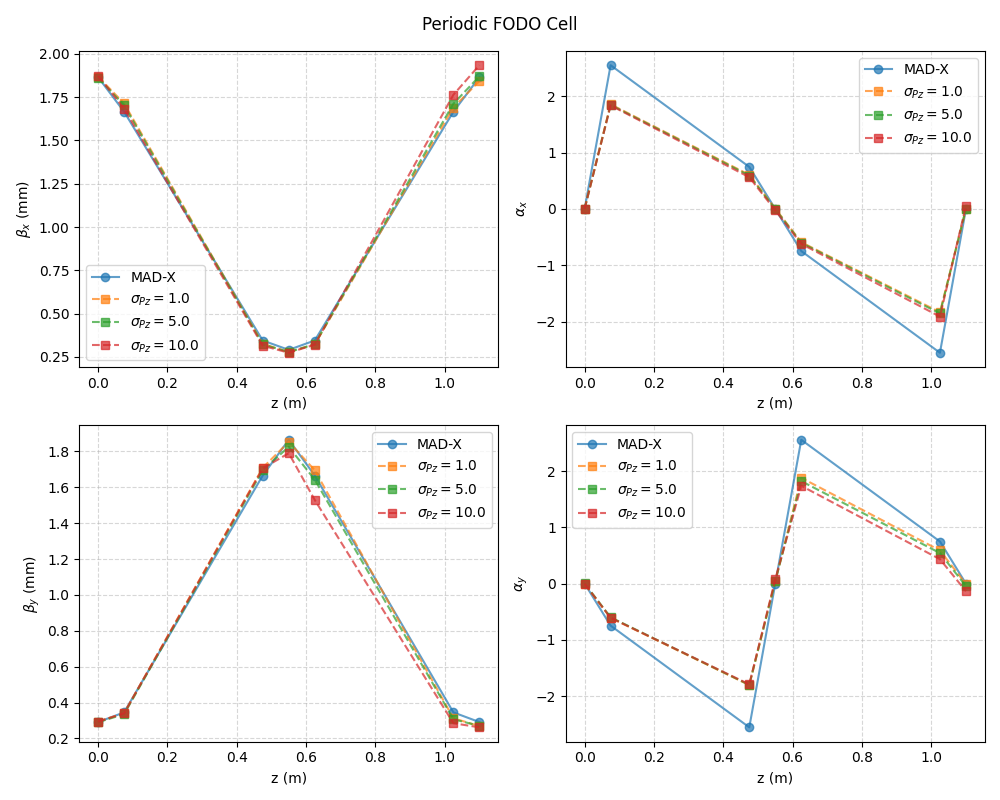 Periodic FODO Cell
2.00
1.75
1.50
1.25
1.00
0.75
0.50
0.25
βx (mm)
MAD-X
σPz = 1.0
σPz = 5.0
σPz = 10.0
0.0 0.2 0.4 0.6 0.8 1.0
z (m)
2
1
0
−1
−2
αx
MAD-X
σPz = 1.0
σPz = 5.0
σPz = 10.0
0.0 0.2 0.4 0.6 0.8 1.0
z (m)
1.8
1.6
1.4
1.2
1.0
0.8
0.6
0.4
0.2
βy (mm)
MAD-X
σPz = 1.0
σPz = 5.0
σPz = 10.0
0.0 0.2 0.4 0.6 0.8 1.0
z (m)
2
1
0
−1
−2
αy
MAD-X
σPz = 1.0
σPz = 5.0
σPz = 10.0
0.0 0.2 0.4 0.6 0.8 1.0
z (m)